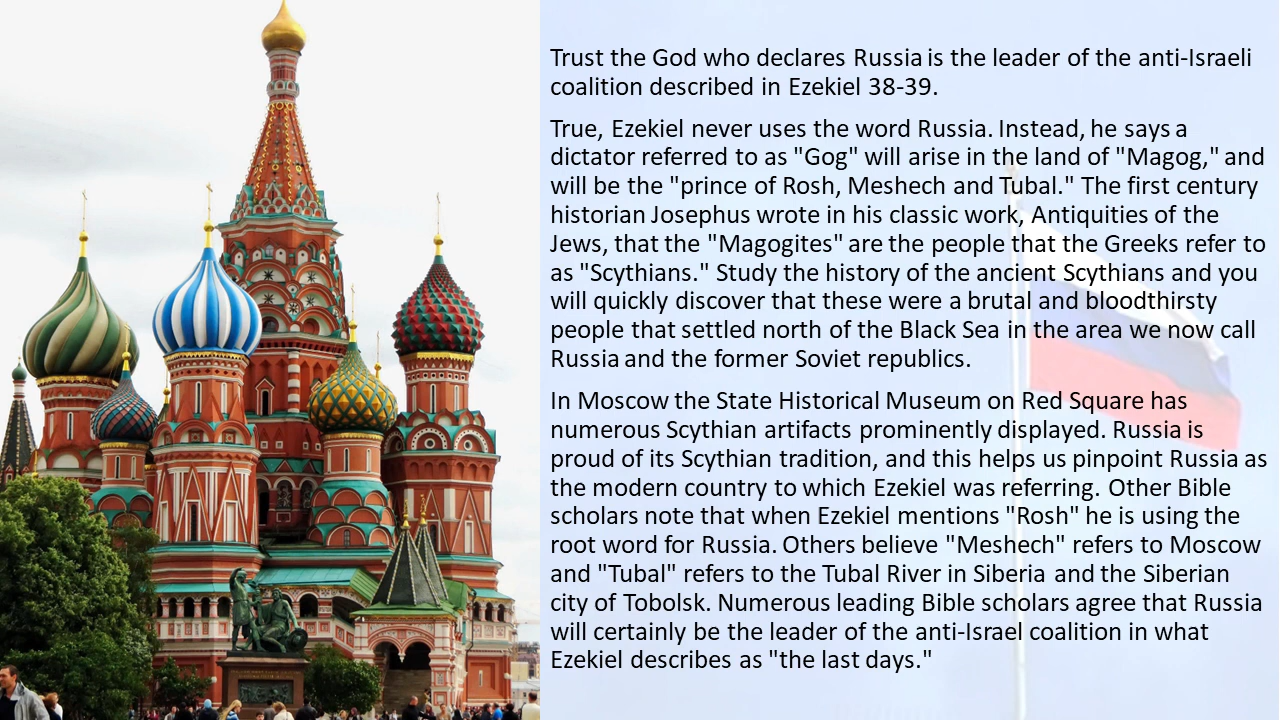 Trust the God who declares Russia is the leader of the anti-Israeli
coalition described in Ezekiel 38-39.
True, Ezekiel never uses the word Russia. Instead, he says a
dictator referred to as "Gog" will arise in the land of "Magog," and
will be the "prince of Rosh, Meshech and Tubal." The first century
historian Josephus wrote in his classic work, Antiquities of the
Jews, that the "Magogites" are the people that the Greeks refer to
as "Scythians." Study the history of the ancient Scythians and you
will quickly discover that these were a brutal and bloodthirsty
people that settled north of the Black Sea in the area we now call
Russia and the former Soviet republics.
In Moscow the State Historical Museum on Red Square has
numerous Scythian artifacts prominently displayed. Russia is
proud of its Scythian tradition, and this helps us pinpoint Russia as
the modern country to which Ezekiel was referring. Other Bible
scholars note that when Ezekiel mentions "Rosh" he is using the
root word for Russia. Others believe "Meshech" refers to Moscow
and "Tubal" refers to the Tubal River in Siberia and the Siberian
city of Tobolsk. Numerous leading Bible scholars agree that Russia
will certainly be the leader of the anti-Israel coalition in what
Ezekiel describes as "the last days."